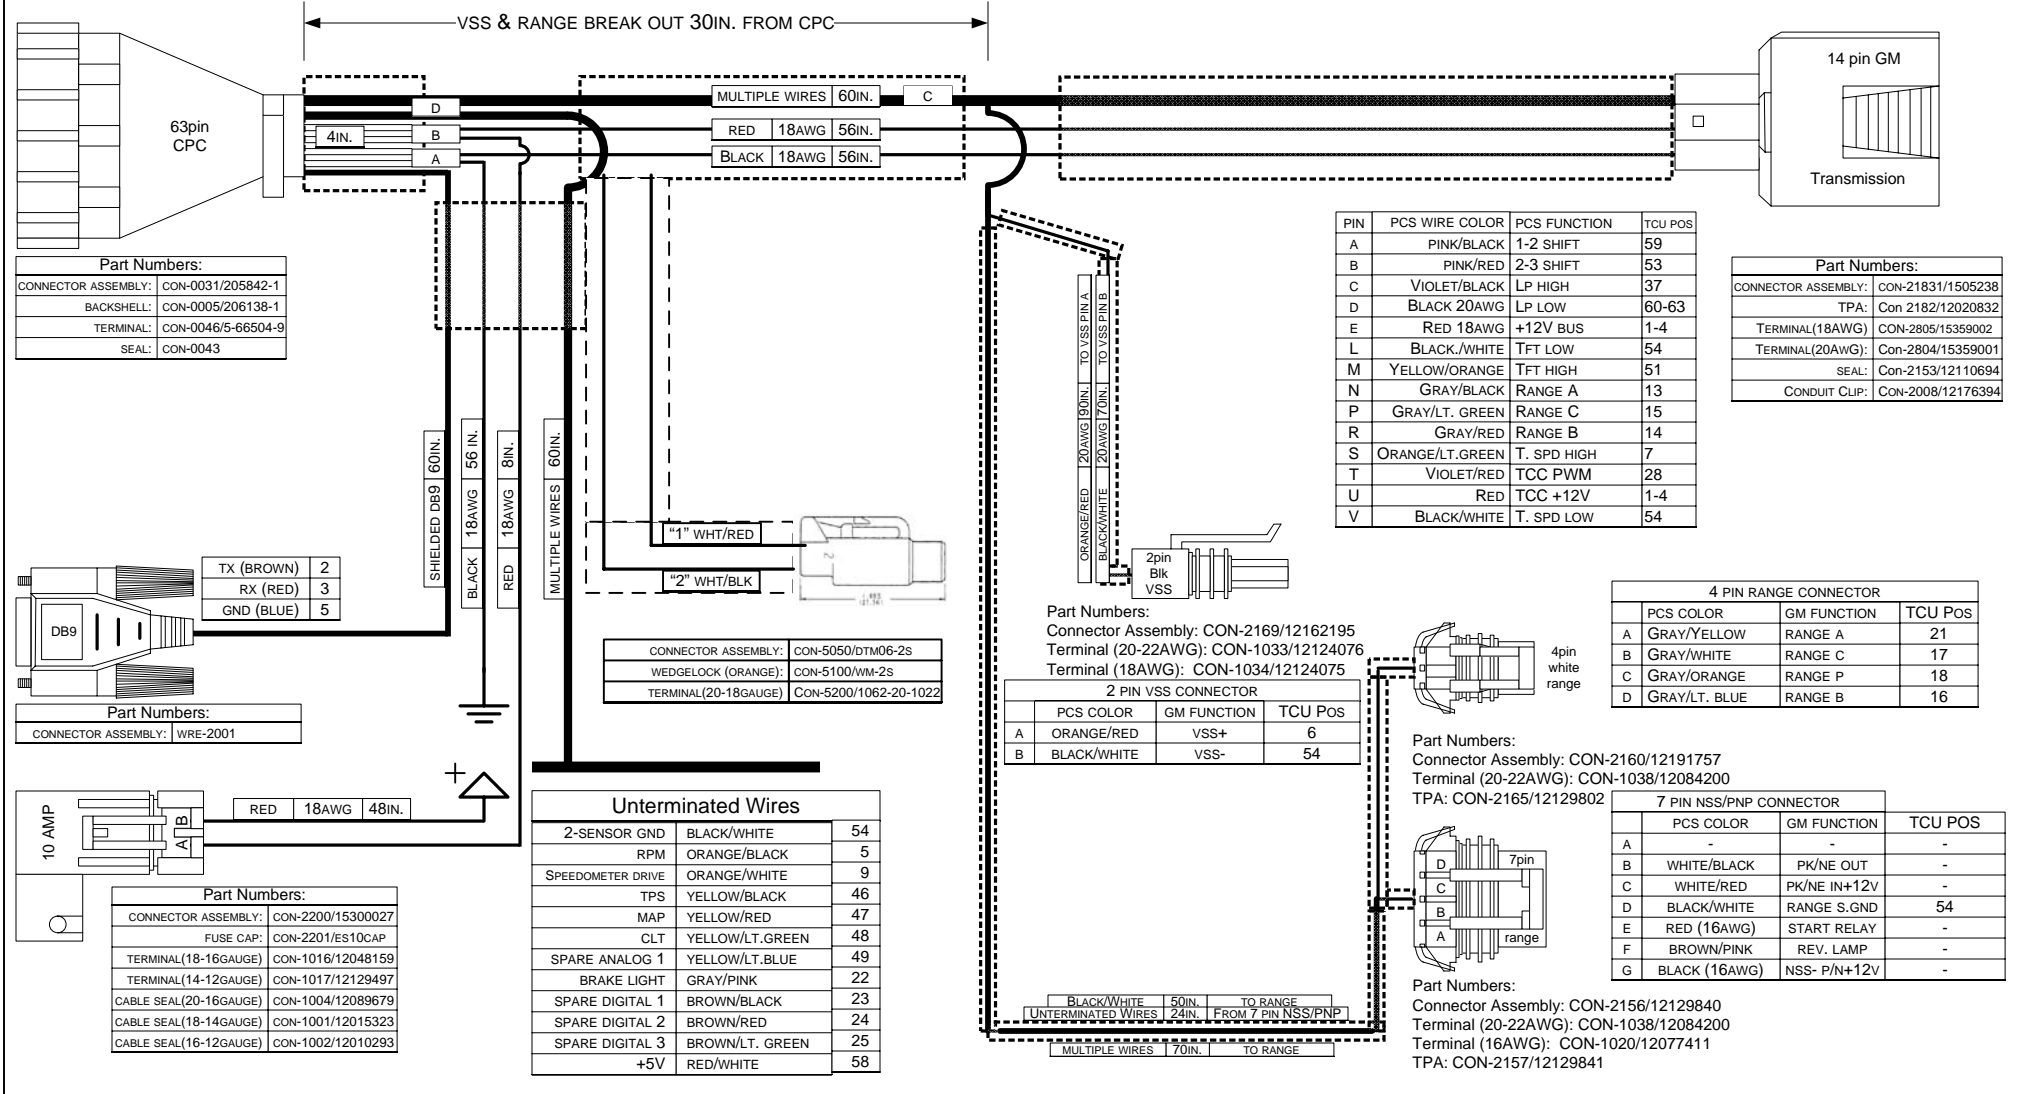 VSS & RANGE BREAK OUT 30IN. FROM CPC
63pin
CPC
D
4IN.
B
A
MULTIPLE WIRES 60IN.
C
RED 18AWG 56IN.
BLACK 18AWG 56IN.
14 pin GM
Transmission
Part Numbers:
CONNECTOR ASSEMBLY: CON-0031/205842-1
BACKSHELL: CON-0005/206138-1
TERMINAL: CON-0046/5-66504-9
SEAL: CON-0043
PIN PCS WIRE COLOR PCS FUNCTION TCU POS
A PINK/BLACK 1-2 SHIFT 59
B PINK/RED 2-3 SHIFT 53
C VIOLET/BLACK LP HIGH 37
D BLACK 20AWG LP LOW 60-63
E RED 18AWG +12V BUS 1-4
L BLACK./WHITE TFT LOW 54
M YELLOW/ORANGE TFT HIGH 51
N GRAY/BLACK RANGE A 13
P GRAY/LT. GREEN RANGE C 15
R GRAY/RED RANGE B 14
S ORANGE/LT.GREEN T. SPD HIGH 7
T VIOLET/RED TCC PWM 28
U RED TCC +12V 1-4
V BLACK/WHITE T. SPD LOW 54
Part Numbers:
CONNECTOR ASSEMBLY: CON-21831/1505238
TPA: Con 2182/12020832
TERMINAL(18AWG) CON-2805/15359002
TERMINAL(20AWG): Con-2804/15359001
SEAL: Con-2153/12110694
CONDUIT CLIP: CON-2008/12176394
SHIELDED DB9 60IN.
BLACK 18AWG 56 IN.
RED 18AWG 8IN.
MULTIPLE WIRES 60IN.
ORANGE/RED 20AWG 90IN. TO VSS PIN A
BLACK/WHITE 20AWG 70IN. TO VSS PIN B
"1" WHT/RED
"2" WHT/BLK
2
2pin
Blk
VSS
DB9
TX (BROWN) 2
RX (RED) 3
GND (BLUE) 5
Part Numbers:
CONNECTOR ASSEMBLY: WRE-2001
CONNECTOR ASSEMBLY: CON-5050/DTM06-2S
WEDGELOCK (ORANGE): CON-5100/WM-2S
TERMINAL(20-18GAUGE) CON-5200/1062-20-1022
Part Numbers:
Connector Assembly: CON-2169/12162195
Terminal (20-22AWG): CON-1033/12124076
Terminal (18AWG): CON-1034/12124075
2 PIN VSS CONNECTOR
PCS COLOR GM FUNCTION TCU POS
A ORANGE/RED VSS+ 6
B BLACK/WHITE VSS- 54
4pin
white
range
4 PIN RANGE CONNECTOR
PCS COLOR GM FUNCTION TCU POS
A GRAY/YELLOW RANGE A 21
B GRAY/WHITE RANGE C 17
C GRAY/ORANGE RANGE P 18
D GRAY/LT. BLUE RANGE B 16
Part Numbers:
Connector Assembly: CON-2160/12191757
Terminal (20-22AWG): CON-1038/12084200
TPA: CON-2165/12129802
10 AMP
A B
RED 18AWG 48IN.
+
Part Numbers:
CONNECTOR ASSEMBLY: CON-2200/15300027
FUSE CAP: CON-2201/ES10CAP
TERMINAL(18-16GAUGE) CON-1016/12048159
TERMINAL(14-12GAUGE) CON-1017/12129497
CABLE SEAL(20-16GAUGE) CON-1004/12089679
CABLE SEAL(18-14GAUGE) CON-1001/12015323
CABLE SEAL(16-12GAUGE) CON-1002/12010293
Unterminated Wires
2-SENSOR GND BLACK/WHITE 54
RPM ORANGE/BLACK 5
SPEEDOMETER DRIVE ORANGE/WHITE 9
TPS YELLOW/BLACK 46
MAP YELLOW/RED 47
CLT YELLOW/LT.GREEN 48
SPARE ANALOG 1 YELLOW/LT.BLUE 49
BRAKE LIGHT GRAY/PINK 22
SPARE DIGITAL 1 BROWN/BLACK 23
SPARE DIGITAL 2 BROWN/RED 24
SPARE DIGITAL 3 BROWN/LT. GREEN 25
+5V RED/WHITE 58
7 PIN NSS/PNP CONNECTOR
PCS COLOR GM FUNCTION TCU POS
A - - -
B WHITE/BLACK PK/NE OUT -
C WHITE/RED PK/NE IN+12V -
D BLACK/WHITE RANGE S.GND 54
E RED (16AWG) START RELAY -
F BROWN/PINK REV. LAMP -
G BLACK (16AWG) NSS- P/N+12V -
D
C
B
A
7pin
range
BLACK/WHITE 50IN. TO RANGE
UNTERMINATED WIRES 24IN. FROM 7 PIN NSS/PNP
MULTIPLE WIRES 70IN. TO RANGE
Part Numbers:
Connector Assembly: CON-2156/12129840
Terminal (20-22AWG): CON-1038/12084200
Terminal (16AWG): CON-1020/12077411
TPA: CON-2157/12129841